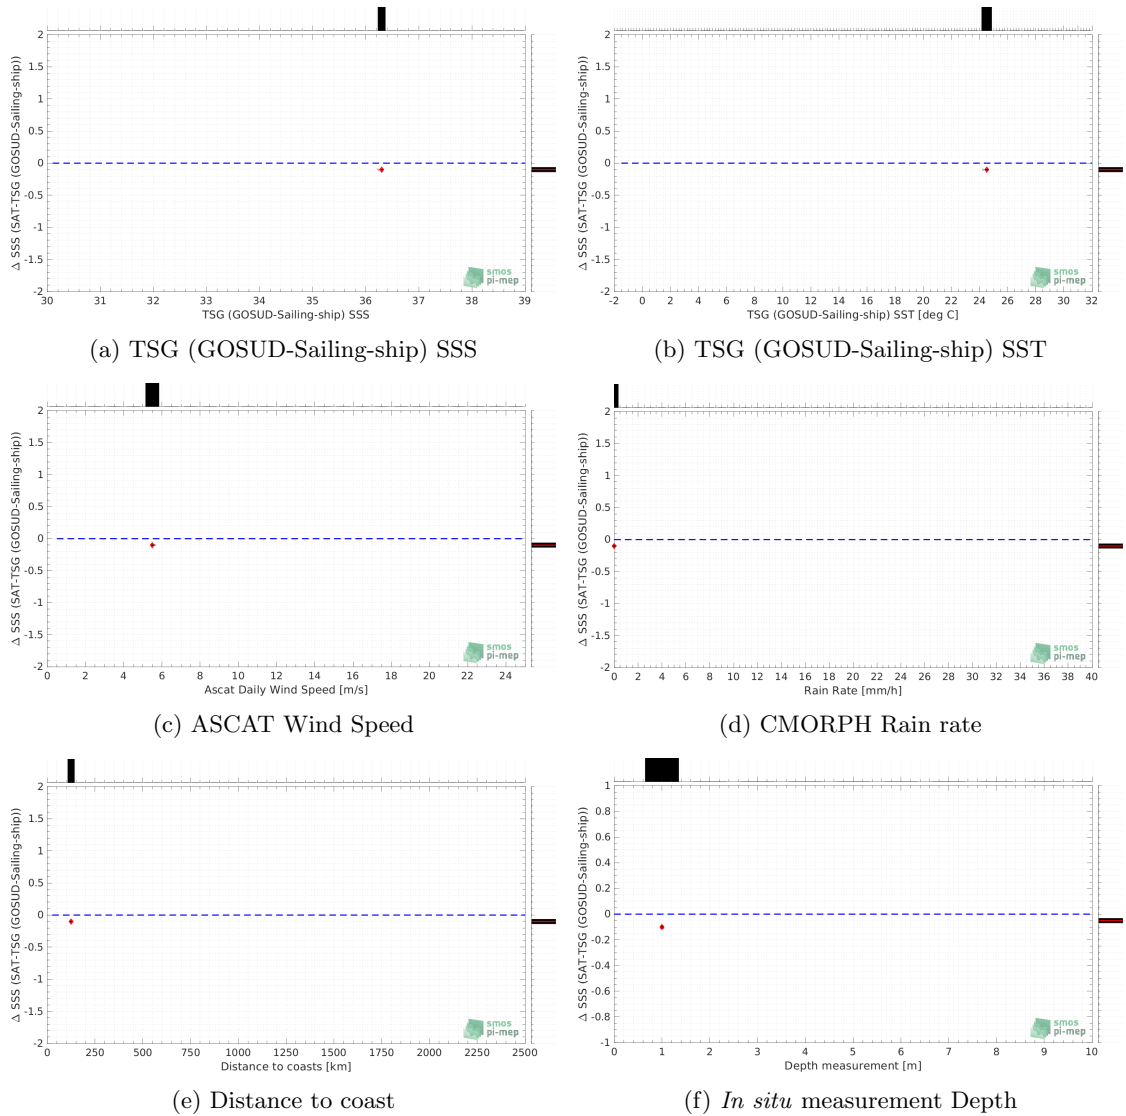 Δ SSS (SAT-TSG (GOSUD-Sailing-ship))
2
1.5
1
0.5
0
-0.5
-1
-1.5
-2
30 31 32 33 34 35 36 37 38 39
TSG (GOSUD-Sailing-ship) SSS
smos
pi-mep
(a) TSG (GOSUD-Sailing-ship) SSS
Δ SSS (SAT-TSG (GOSUD-Sailing-ship))
2
1.5
1
0.5
0
-0.5
-1
-1.5
-2
-2 0 2 4 6 8 10 12 14 16 18 20 22 24 26 28 30 32
TSG (GOSUD-Sailing-ship) SST [deg C]
smos
pi-mep
(b) TSG (GOSUD-Sailing-ship) SST
Δ SSS (SAT-TSG (GOSUD-Sailing-ship))
2
1.5
1
0.5
0
-0.5
-1
-1.5
-2
0 2 4 6 8 10 12 14 16 18 20 22 24
Ascat Daily Wind Speed [m/s]
smos
pi-mep
(c) ASCAT Wind Speed
Δ SSS (SAT-TSG (GOSUD-Sailing-ship))
2
1.5
1
0.5
0
-0.5
-1
-1.5
-2
0 2 4 6 8 10 12 14 16 18 20 22 24 26 28 30 32 34 36 38 40
Rain Rate [mm/h]
smos
pi-mep
(d) CMORPH Rain rate
Δ SSS (SAT-TSG (GOSUD-Sailing-ship))
2
1.5
1
0.5
0
-0.5
-1
-1.5
-2
0 250 500 750 1000 1250 1500 1750 2000 2250 2500
Distance to coasts [km]
smos
pi-mep
(e) Distance to coast
Δ SSS (SAT-TSG (GOSUD-Sailing-ship))
1
0.8
0.6
0.4
0.2
0
-0.2
-0.4
-0.6
-0.8
-1
0 1 2 3 4 5 6 7 8 9 10
Depth measurement [m]
smos
pi-mep
(f) In situ measurement Depth